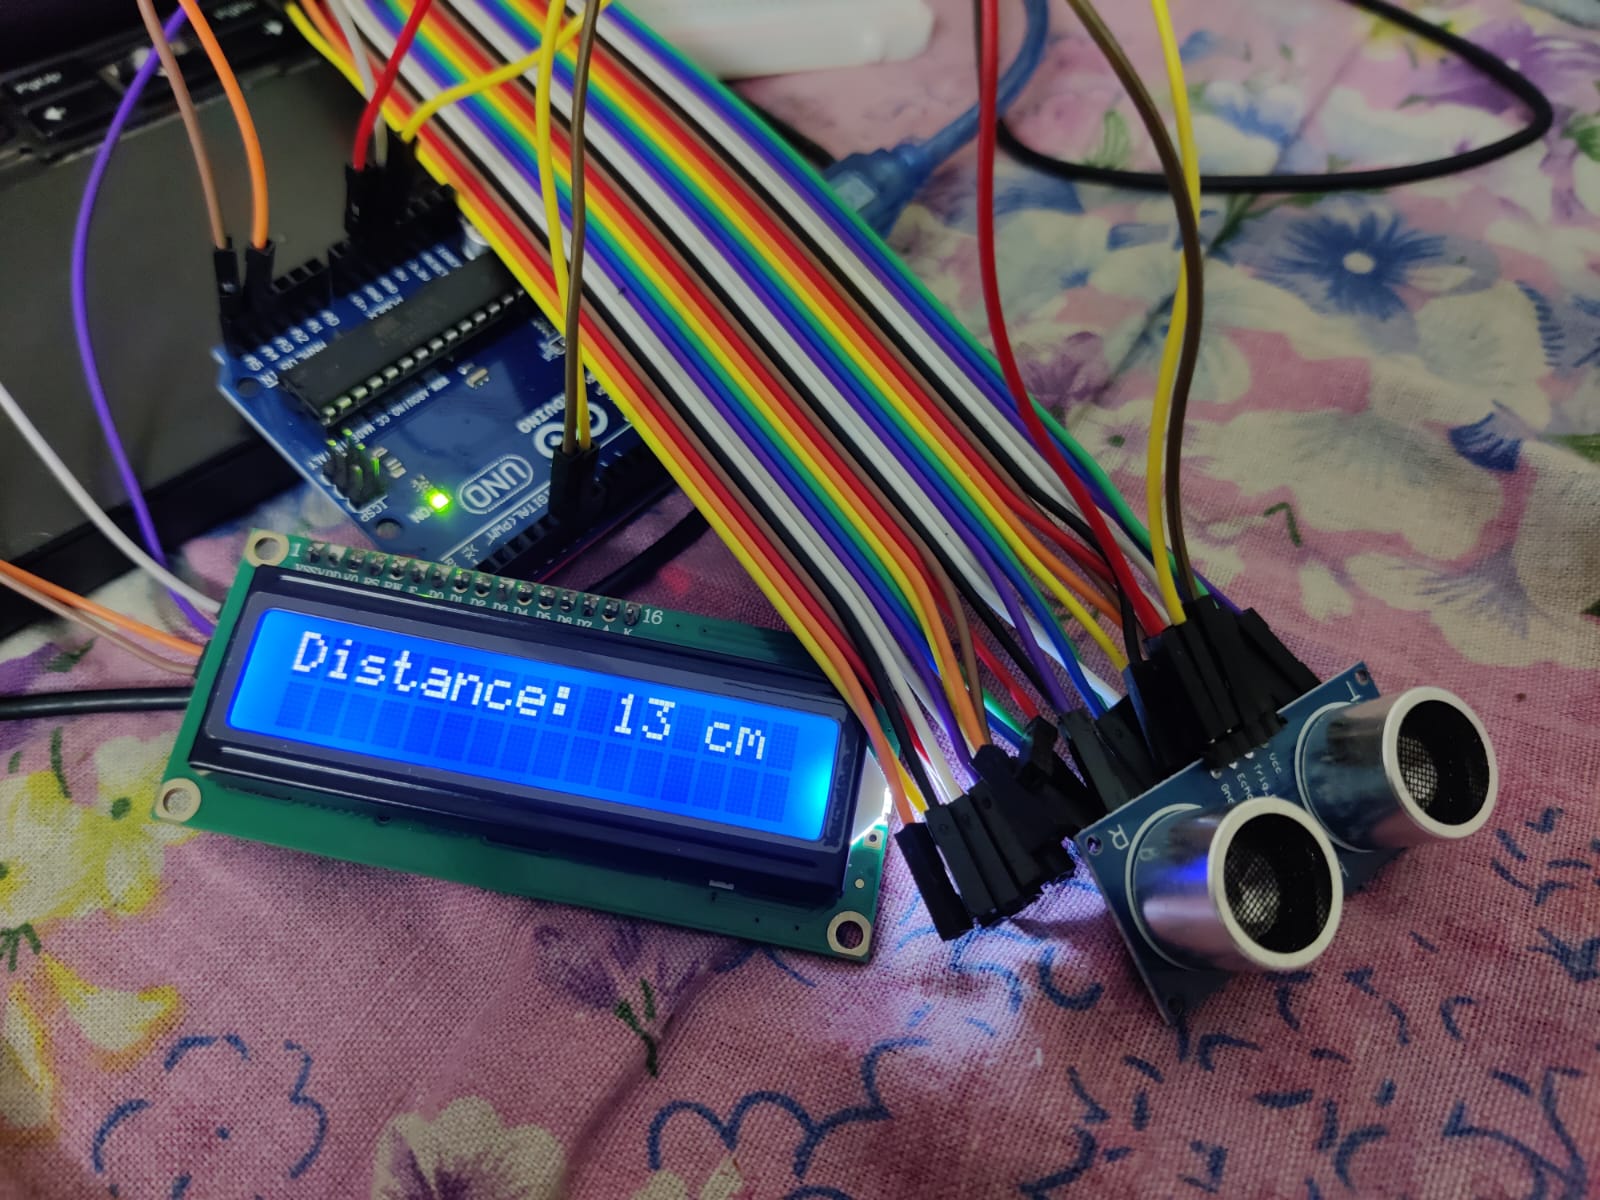 PgUp
UNO
ICSP
ON
1
VSS VDD VO RS RW E D0 D1 D2 D3 D4 D5 D6 D7 A K
16
Distance: 13 cm
T
Vcc
Trig
Echo
Gnd
R